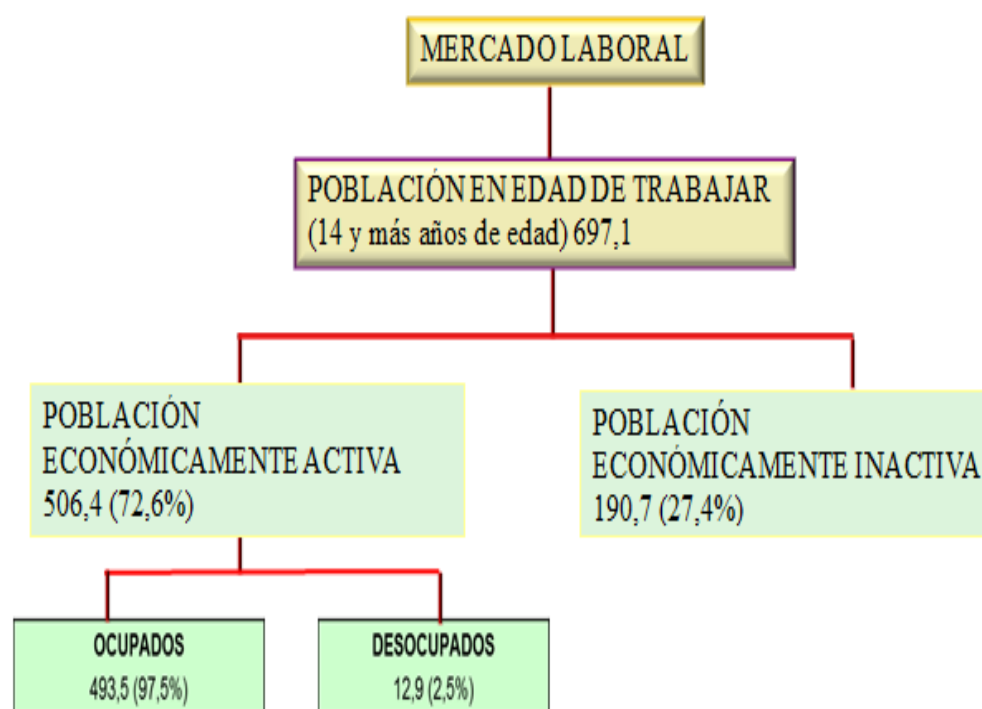 MERCADO LABORAL
POBLACIÓN EN EDAD DE TRABAJAR
(14 y más años de edad) 697,1
POBLACIÓN
ECONÓMICAMENTE ACTIVA
506,4 (72,6%)
POBLACIÓN
ECONÓMICAMENTE INACTIVA
190,7 (27,4%)
OCUPADOS
493,5 (97,5%)
DESOCUPADOS
12,9 (2,5%)